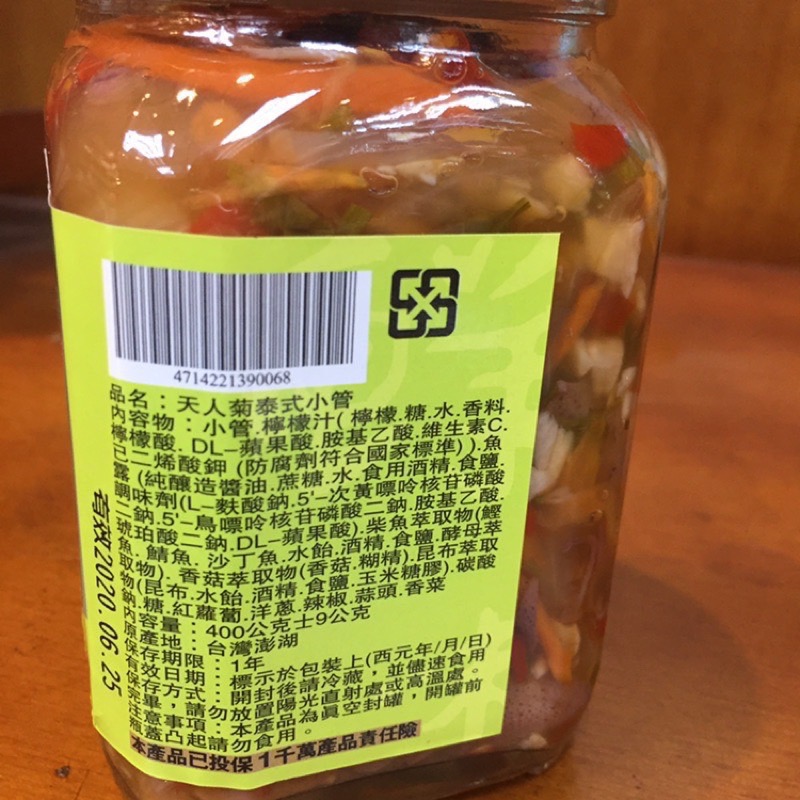 4714221390068
品名：天人菊泰式小管
內容物：小管.檸檬汁(檸檬.糖.水.香料.
檸檬酸. DL-蘋果酸.胺基乙酸.維生素C.
已二烯酸鉀(防腐劑符合國家標準)).魚
露(純釀造醬油.蔗糖.水.食用酒精.食鹽.
調味劑(L-麩酸鈉.5'-次黃嘌呤核苷磷酸
二鈉.5'-鳥嘌呤核苷磷酸二鈉.胺基乙酸.
琥珀酸二鈉.DL-蘋果酸).柴魚萃取物(鰹
魚. 鯖魚. 沙丁魚.水飴.酒精.食鹽.酵母萃
取物). 香菇萃取物(香菇.糊精).昆布萃取
物(昆布.水飴.酒精.食鹽.玉米糖膠).碳酸
鈉.糖.紅蘿蔔.洋蔥.辣椒.蒜頭.香菜
內容量：400公克士9公克
原產地：台灣澎湖
保存期限：1年
有效日期：標示於包裝上(西元年/月/日)
保存方式：開封後請冷藏，並儘速食用
完畢，請勿放置陽光直射處或高溫處。
注意事項：本產品為真空封罐，開罐前
瓶蓋凸起請勿食用。
本產品已投保1千萬產品責任險
有效2020. 06. 25